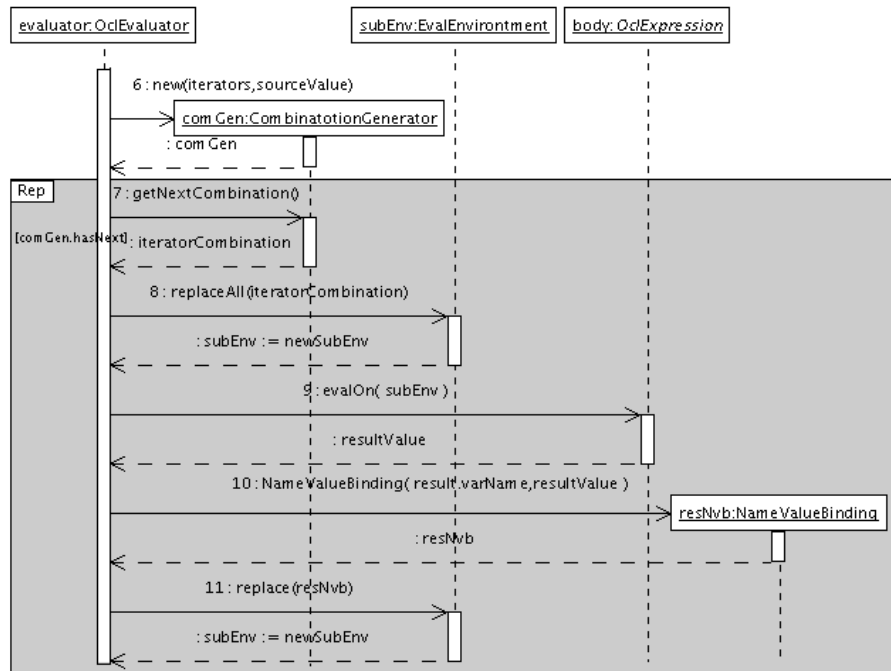 evaluator:OclEvaluator
subEnv:EvalEnvirontment
body:OclExpression
6 : new(iterators,sourceValue)
comGen:CombinatotionGenerator
: comGen
Rep
7 : getNextCombination()
[comGen.hasNext]
: iteratorCombination
8 : replaceAll(iteratorCombination)
: subEnv := newSubEnv
9 : evalOn( subEnv )
: resultValue
10 : NameValueBinding( result.varName,resultValue )
resNvb:NameValueBinding
: resNvb
11 : replace(resNvb)
: subEnv := newSubEnv